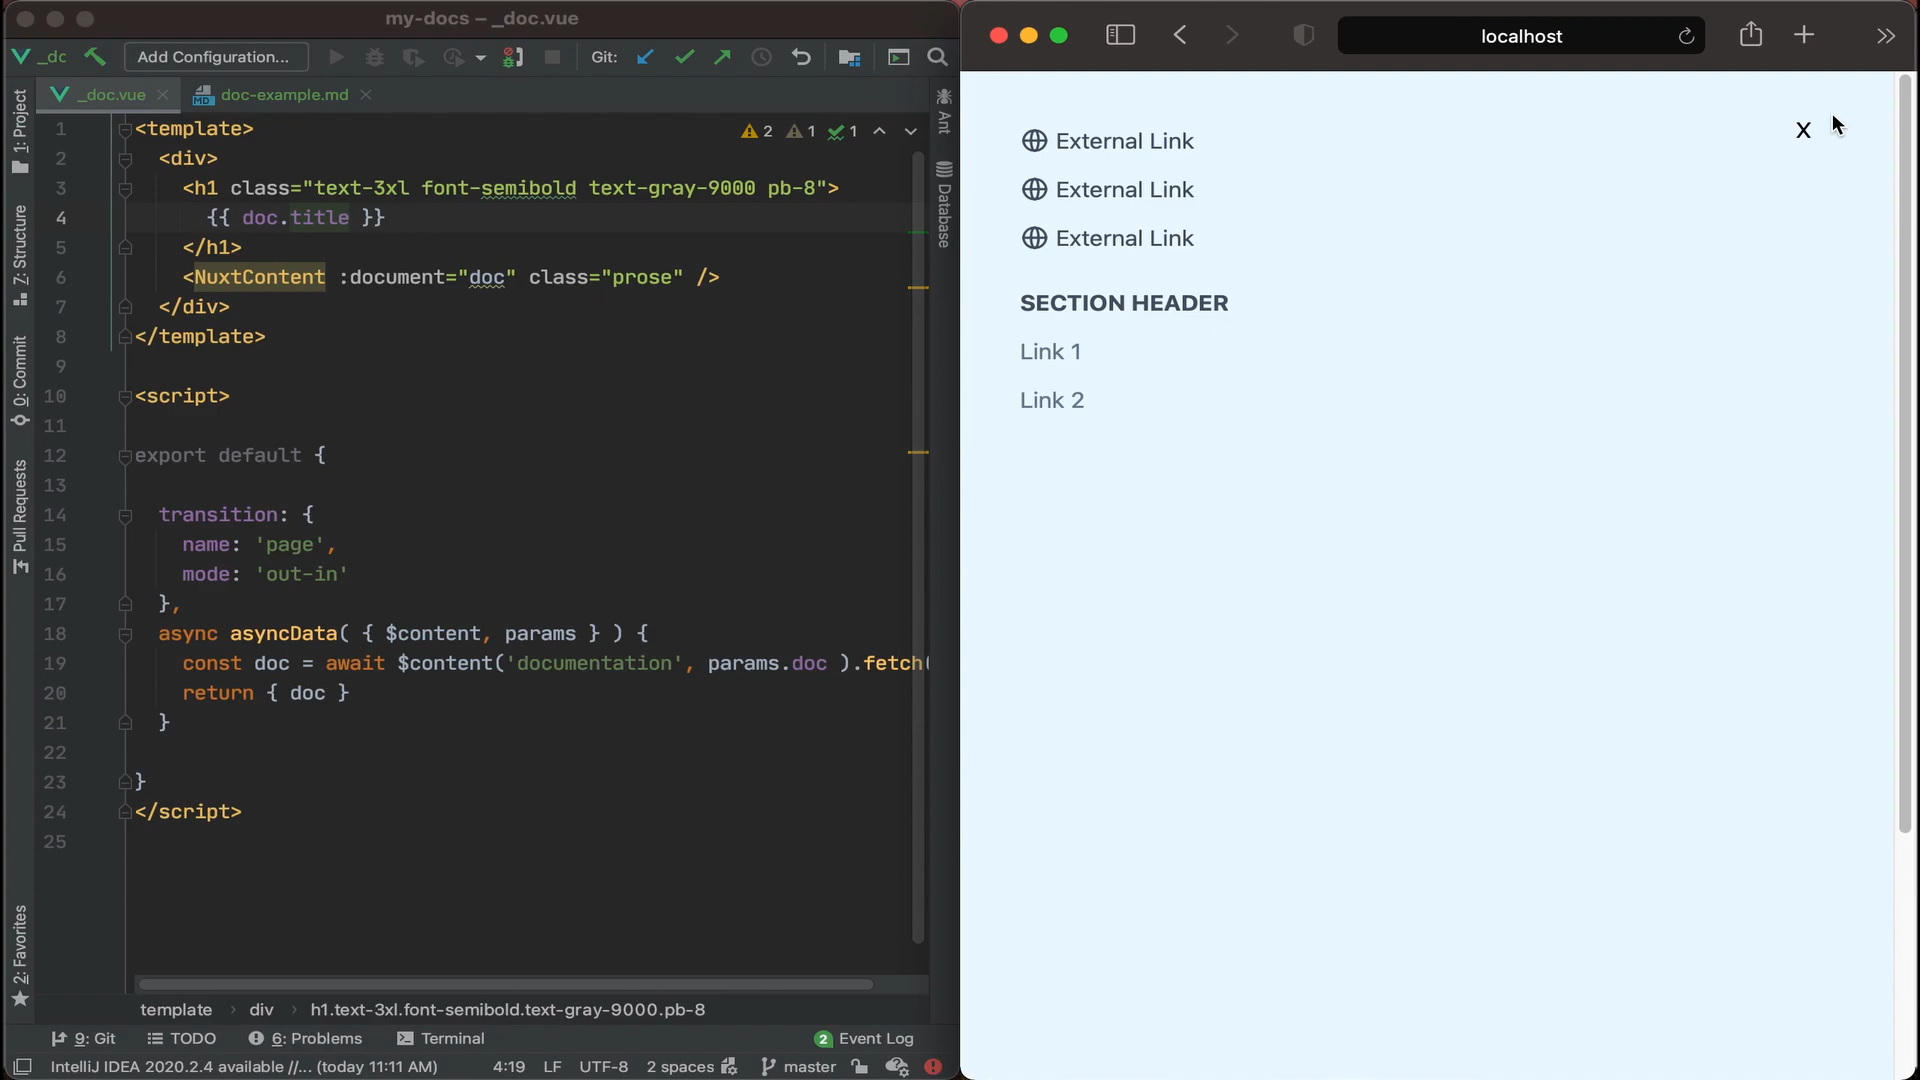 my-docs – _doc.vue
_dc
Add Configuration...
Git:
_doc.vue
doc-example.md
1: Project
Z: Structure
0: Commit
Pull Requests
2: Favorites
Ant
Database
2 1 1
1 <template>
2 <div>
3 <h1 class="text-3xl font-semibold text-gray-9000 pb-8">
4 {{ doc.title }}
5 </h1>
6 <NuxtContent :document="doc" class="prose" />
7 </div>
8 </template>
9
10 <script>
11
12 export default {
13
14 transition: {
15 name: 'page',
16 mode: 'out-in'
17 },
18 async asyncData( { $content, params } ) {
19 const doc = await $content('documentation', params.doc ).fetch(
20 return { doc }
21 }
22
23 }
24 </script>
25
template › div › h1.text-3xl.font-semibold.text-gray-9000.pb-8
9: Git TODO 6: Problems Terminal 2 Event Log
IntelliJ IDEA 2020.2.4 available //... (today 11:11 AM) 4:19 LF UTF-8 2 spaces master
localhost
X
External Link
External Link
External Link
SECTION HEADER
Link 1
Link 2